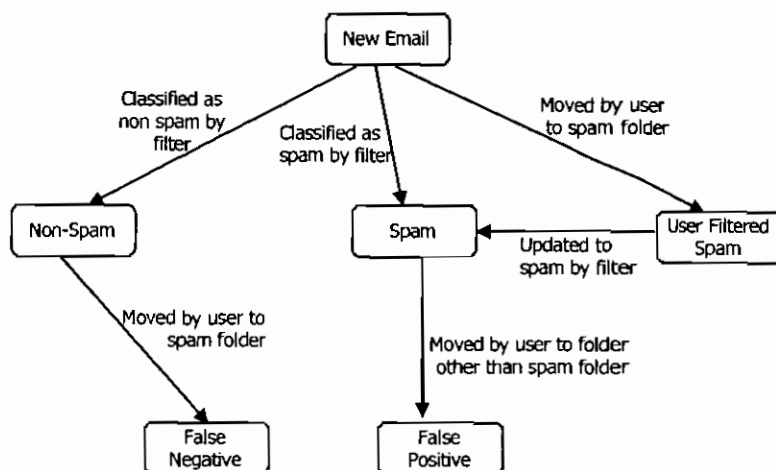 New Email
Classified as
non spam by
filter
Classified as
spam by filter
Moved by user
to spam folder
Non-Spam
Spam
User Filtered
Spam
Updated to
spam by filter
Moved by user to
spam folder
Moved by user to folder
other than spam folder
False
Negative
False
Positive